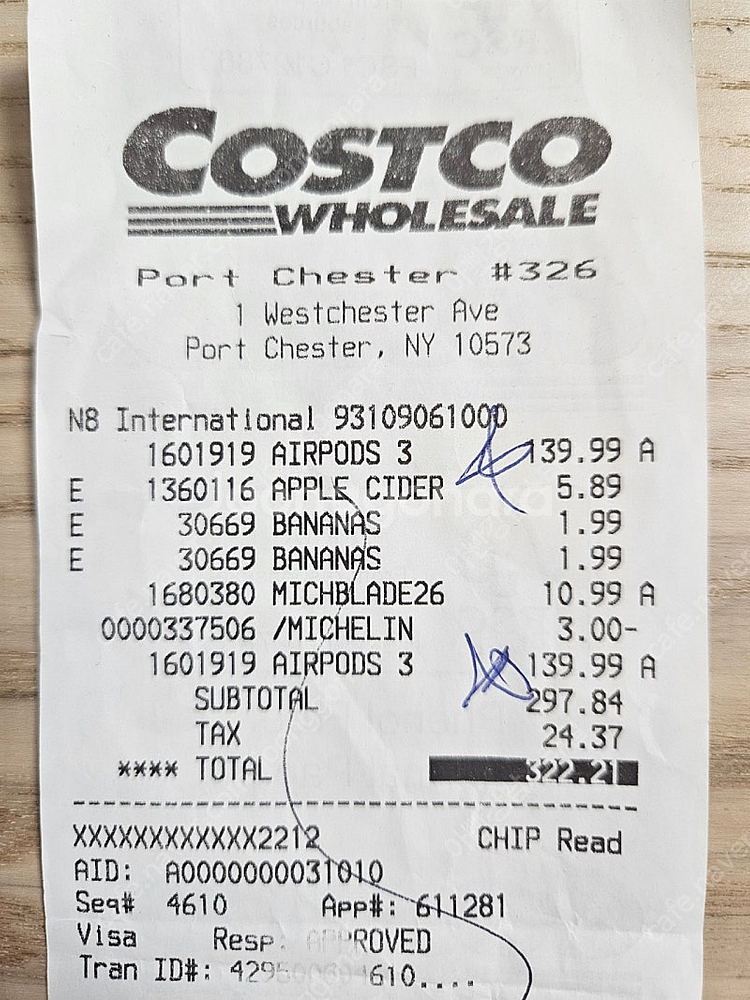 COSTCO
WHOLESALE
Port Chester #326
1 Westchester Ave
Port Chester, NY 10573
N8 International 93109061000
1601919 AIRPODS 3 139.99 A
E 1360116 APPLE CIDER 5.89
E 30669 BANANAS 1.99
E 30669 BANANAS 1.99
1680380 MICHBLADE26 10.99 A
0000337506 /MICHELIN 3.00-
1601919 AIRPODS 3 139.99 A
SUBTOTAL 297.84
TAX 24.37
**** TOTAL 322.21
XXXXXXXXXXXX2212 CHIP Read
AID: A0000000031010
Seq# 4610 App#: 611281
Visa Resp: APPROVED
Tran ID#: